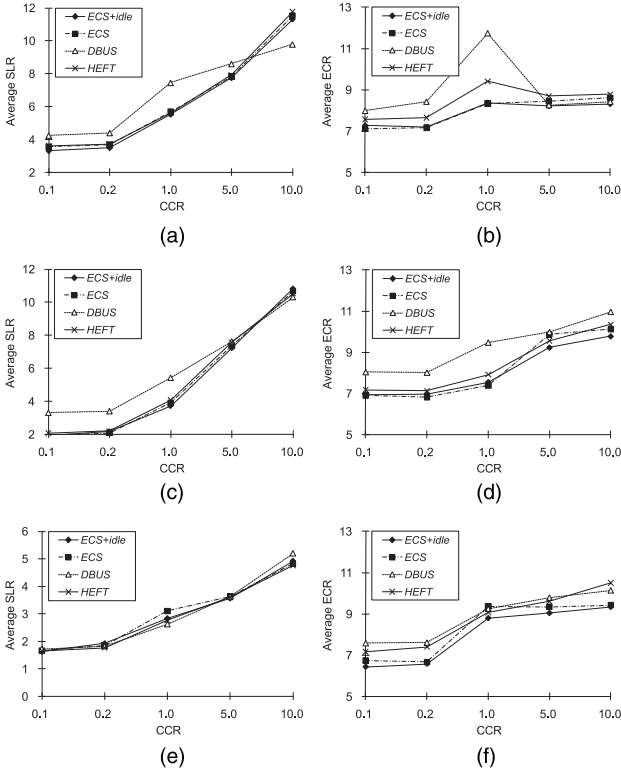 12
10
8
6
4
2
Average SLR
ECS+idle
ECS
DBUS
HEFT
0.1 0.2 1.0 5.0 10.0
CCR
(a)
13
11
9
7
5
Average ECR
ECS+idle
ECS
DBUS
HEFT
0.1 0.2 1.0 5.0 10.0
CCR
(b)
12
10
8
6
4
2
Average SLR
ECS+idle
ECS
DBUS
HEFT
0.1 0.2 1.0 5.0 10.0
CCR
(c)
13
11
9
7
5
Average ECR
ECS+idle
ECS
DBUS
HEFT
0.1 0.2 1.0 5.0 10.0
CCR
(d)
6
5
4
3
2
1
0
Average SLR
ECS+idle
ECS
DBUS
HEFT
0.1 0.2 1.0 5.0 10.0
CCR
(e)
13
11
9
7
5
Average ECR
ECS+idle
ECS
DBUS
HEFT
0.1 0.2 1.0 5.0 10.0
CCR
(f)